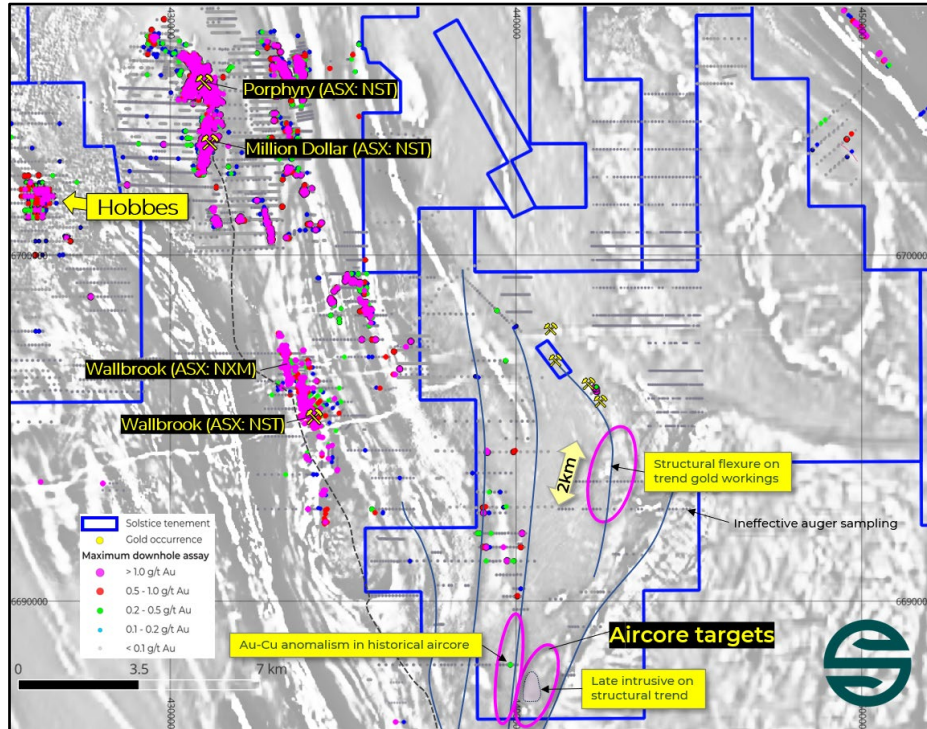 430000
440000
450000
Porphyry (ASX: NST)
Million Dollar (ASX: NST)
Hobbes
6700000
670000
Wallbrook (ASX: NXM)
Wallbrook (ASX: NST)
2km
Structural flexure on
trend gold workings
Ineffective auger sampling
Solstice tenement
Gold occurrence
Maximum downhole assay
> 1.0 g/t Au
0.5 - 1.0 g/t Au
0.2 - 0.5 g/t Au
0.1 - 0.2 g/t Au
< 0.1 g/t Au
6690000
669000
Au-Cu anomalism in historical aircore
Aircore targets
Late intrusive on
structural trend
0
3.5
7 km
430000